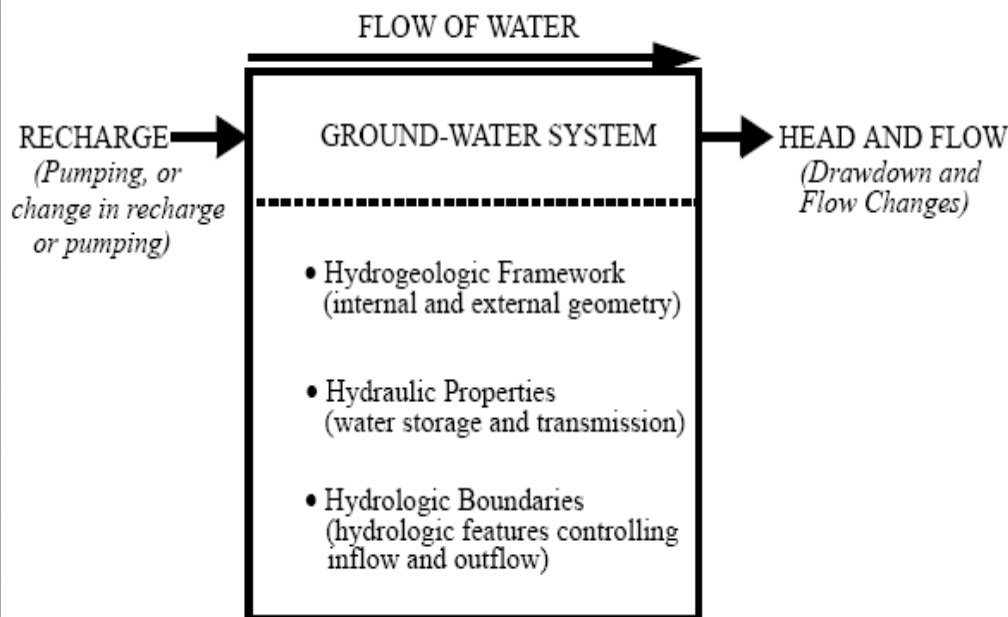 FLOW OF WATER
RECHARGE
(Pumping, or
change in recharge
or pumping)
GROUND-WATER SYSTEM
HEAD AND FLOW
(Drawdown and
Flow Changes)
• Hydrogeologic Framework
(internal and external geometry)
• Hydraulic Properties
(water storage and transmission)
• Hydrologic Boundaries
(hydrologic features controlling
inflow and outflow)